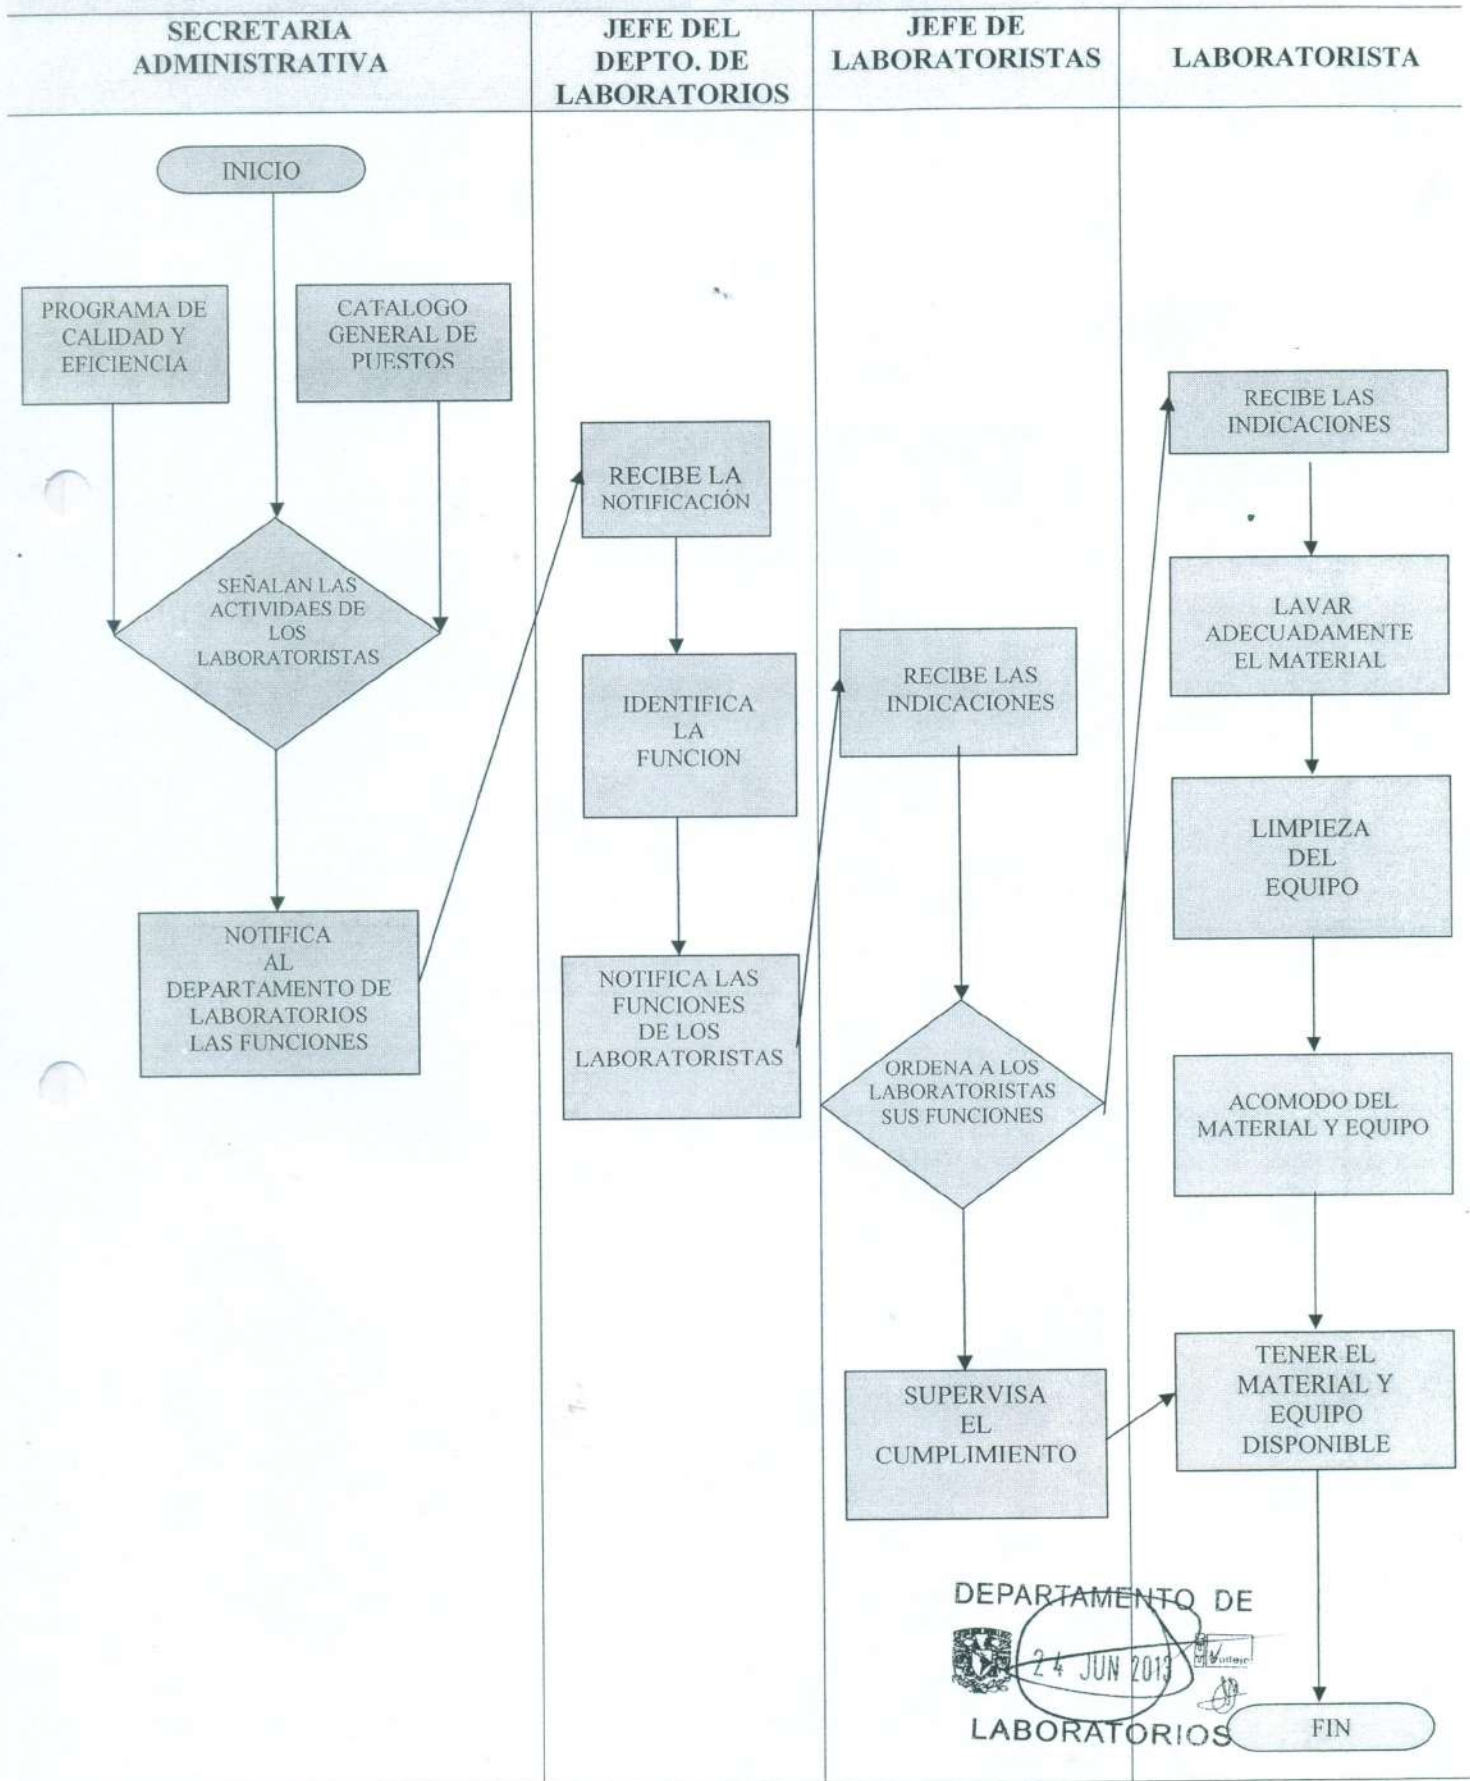 SECRETARIA
ADMINISTRATIVA
JEFE DEL
DEPTO. DE
LABORATORIOS
JEFE DE
LABORATORISTAS
LABORATORISTA
INICIO
PROGRAMA DE
CALIDAD Y
EFICIENCIA
CATALOGO
GENERAL DE
PUESTOS
SEÑALAN LAS
ACTIVIDAES DE
LOS
LABORATORISTAS
NOTIFICA
AL
DEPARTAMENTO DE
LABORATORIOS
LAS FUNCIONES
RECIBE LA
NOTIFICACIÓN
IDENTIFICA
LA
FUNCION
NOTIFICA LAS
FUNCIONES
DE LOS
LABORATORISTAS
RECIBE LAS
INDICACIONES
ORDENA A LOS
LABORATORISTAS
SUS FUNCIONES
SUPERVISA
EL
CUMPLIMIENTO
RECIBE LAS
INDICACIONES
LAVAR
ADECUADAMENTE
EL MATERIAL
LIMPIEZA
DEL
EQUIPO
ACOMODO DEL
MATERIAL Y EQUIPO
TENER EL
MATERIAL Y
EQUIPO
DISPONIBLE
FIN
DEPARTAMENTO DE
24 JUN 2013
LABORATORIOS